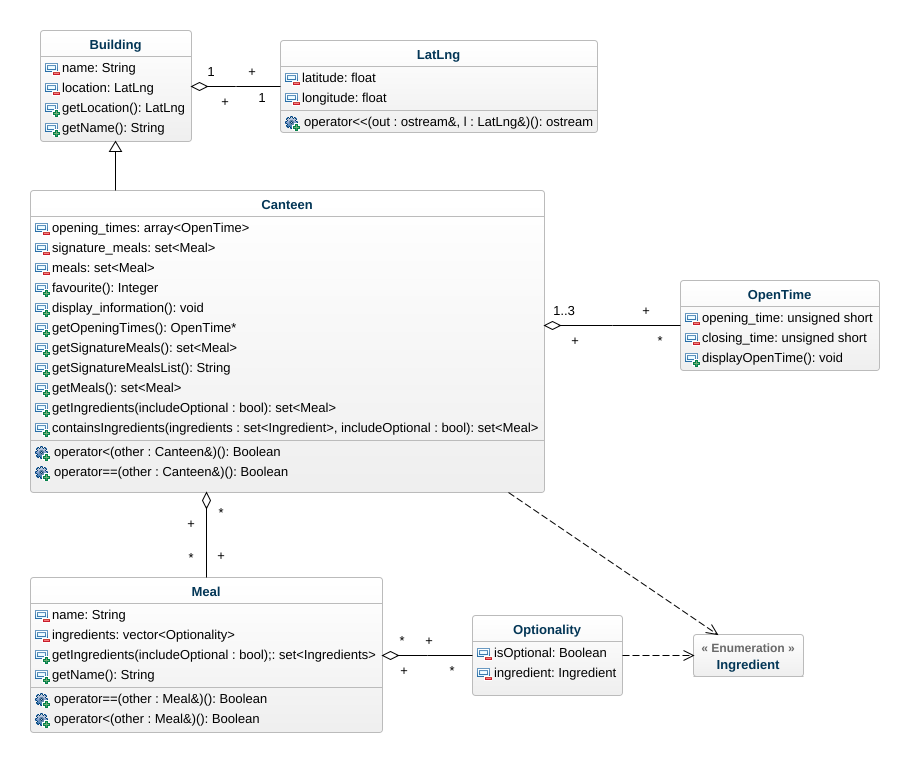 Building
name: String
location: LatLng
getLocation(): LatLng
getName(): String
1
+
+
1
LatLng
latitude: float
longitude: float
operator<<(out : ostream&, l : LatLng&)(): ostream
Canteen
opening_times: array<OpenTime>
signature_meals: set<Meal>
meals: set<Meal>
favourite(): Integer
display_information(): void
getOpeningTimes(): OpenTime*
getSignatureMeals(): set<Meal>
getSignatureMealsList(): String
getMeals(): set<Meal>
getIngredients(includeOptional : bool): set<Meal>
containsIngredients(ingredients : set<Ingredient>, includeOptional : bool): set<Meal>
operator<(other : Canteen&)(): Boolean
operator==(other : Canteen&)(): Boolean
1..3
+
+
*
OpenTime
opening_time: unsigned short
closing_time: unsigned short
displayOpenTime(): void
*
+
*
+
Meal
name: String
ingredients: vector<Optionality>
getIngredients(includeOptional : bool);: set<Ingredients>
getName(): String
operator==(other : Meal&)(): Boolean
operator<(other : Meal&)(): Boolean
*
+
+
*
Optionality
isOptional: Boolean
ingredient: Ingredient
« Enumeration »
Ingredient